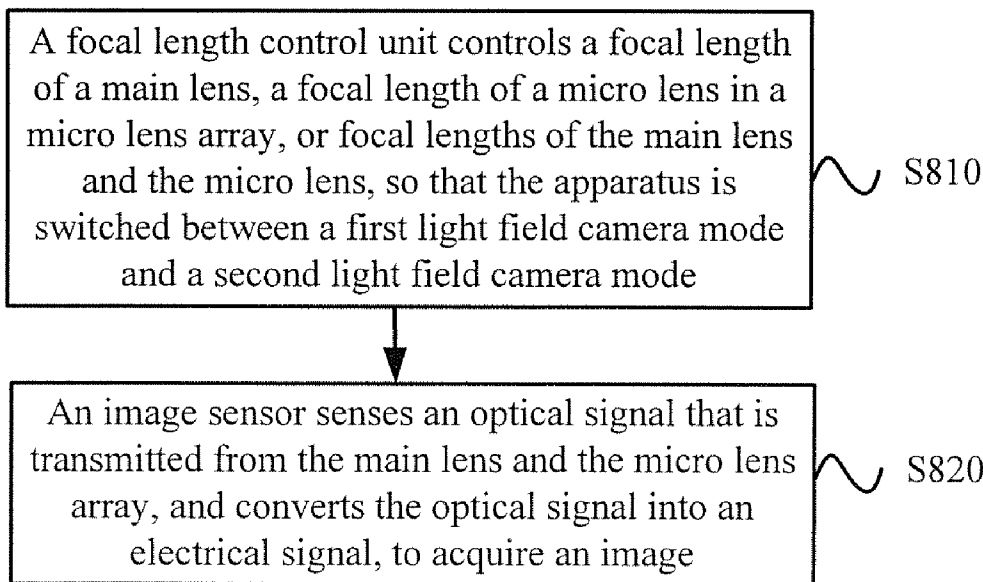 A focal length control unit controls a focal length
of a main lens, a focal length of a micro lens in a
micro lens array, or focal lengths of the main lens
and the micro lens, so that the apparatus is
switched between a first light field camera mode
and a second light field camera mode
S810
An image sensor senses an optical signal that is
transmitted from the main lens and the micro lens
array, and converts the optical signal into an
electrical signal, to acquire an image
S820